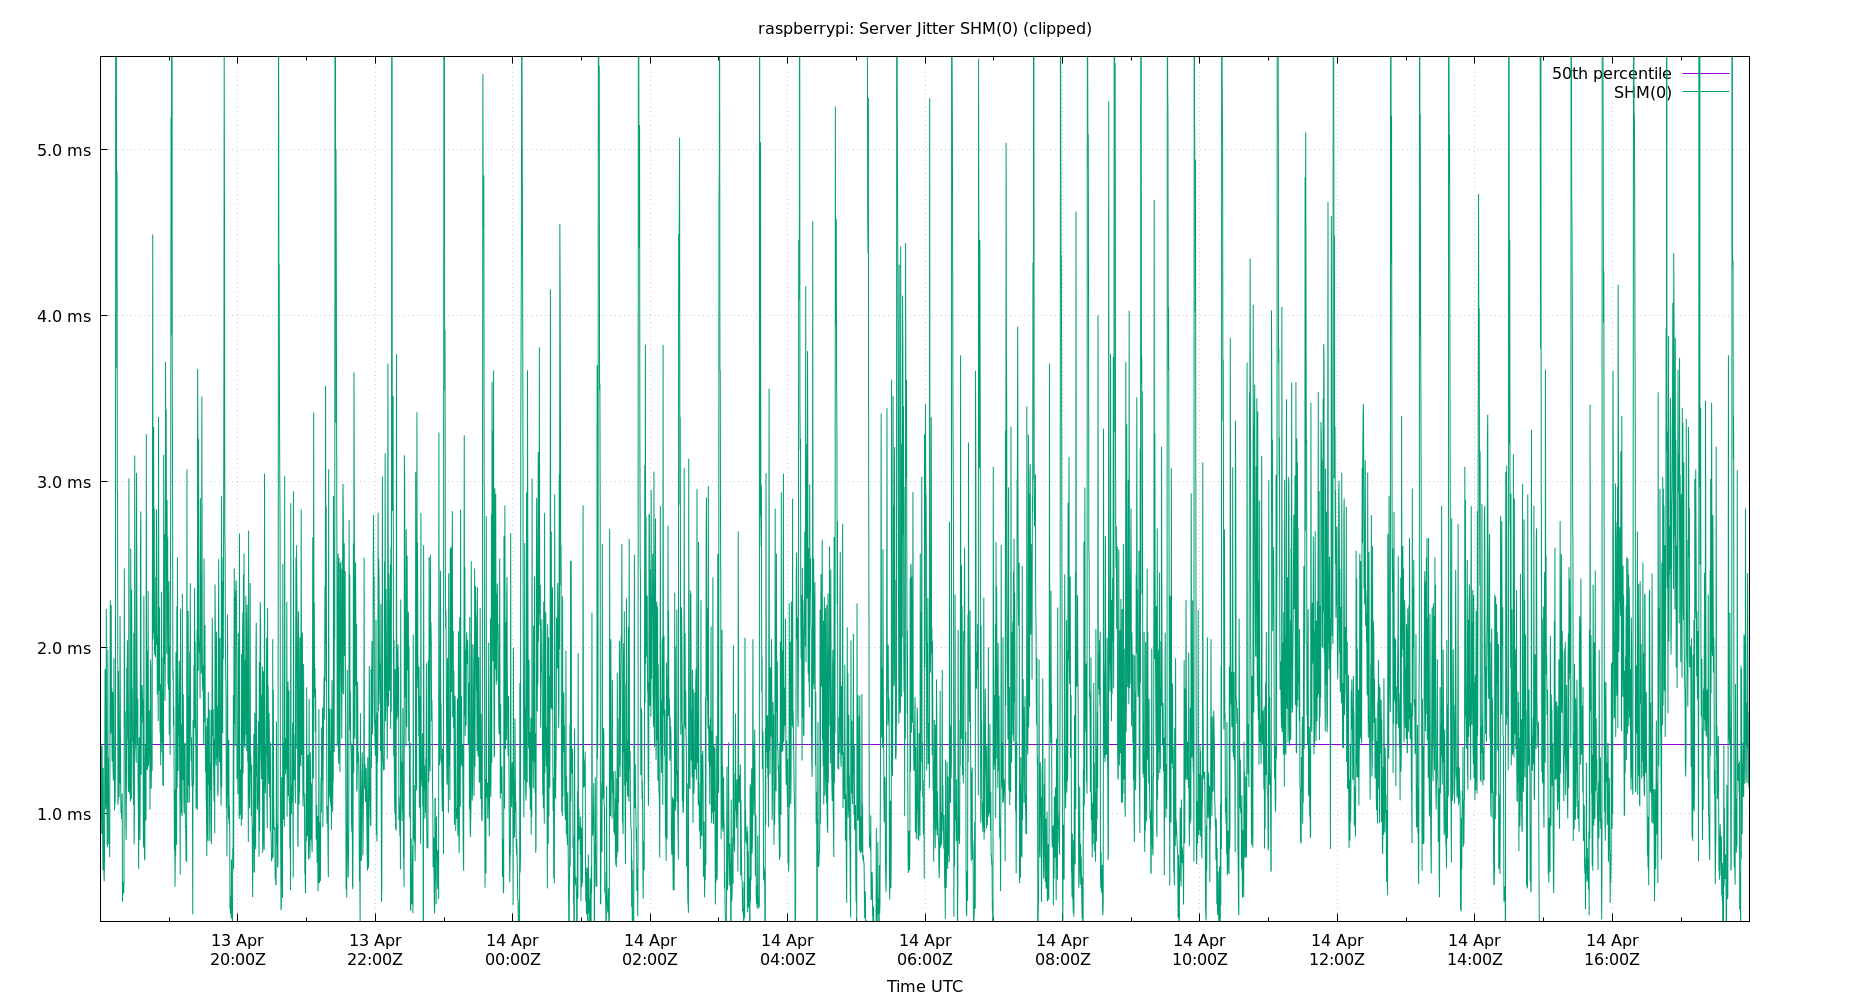 raspberrypi: Server Jitter SHM(0) (clipped)
50th percentile
SHM(0)
5.0 ms
4.0 ms
3.0 ms
2.0 ms
1.0 ms
13 Apr 13 Apr 14 Apr 14 Apr 14 Apr 14 Apr 14 Apr 14 Apr 14 Apr 14 Apr 14 Apr
20:00Z 22:00Z 00:00Z 02:00Z 04:00Z 06:00Z 08:00Z 10:00Z 12:00Z 14:00Z 16:00Z
Time UTC